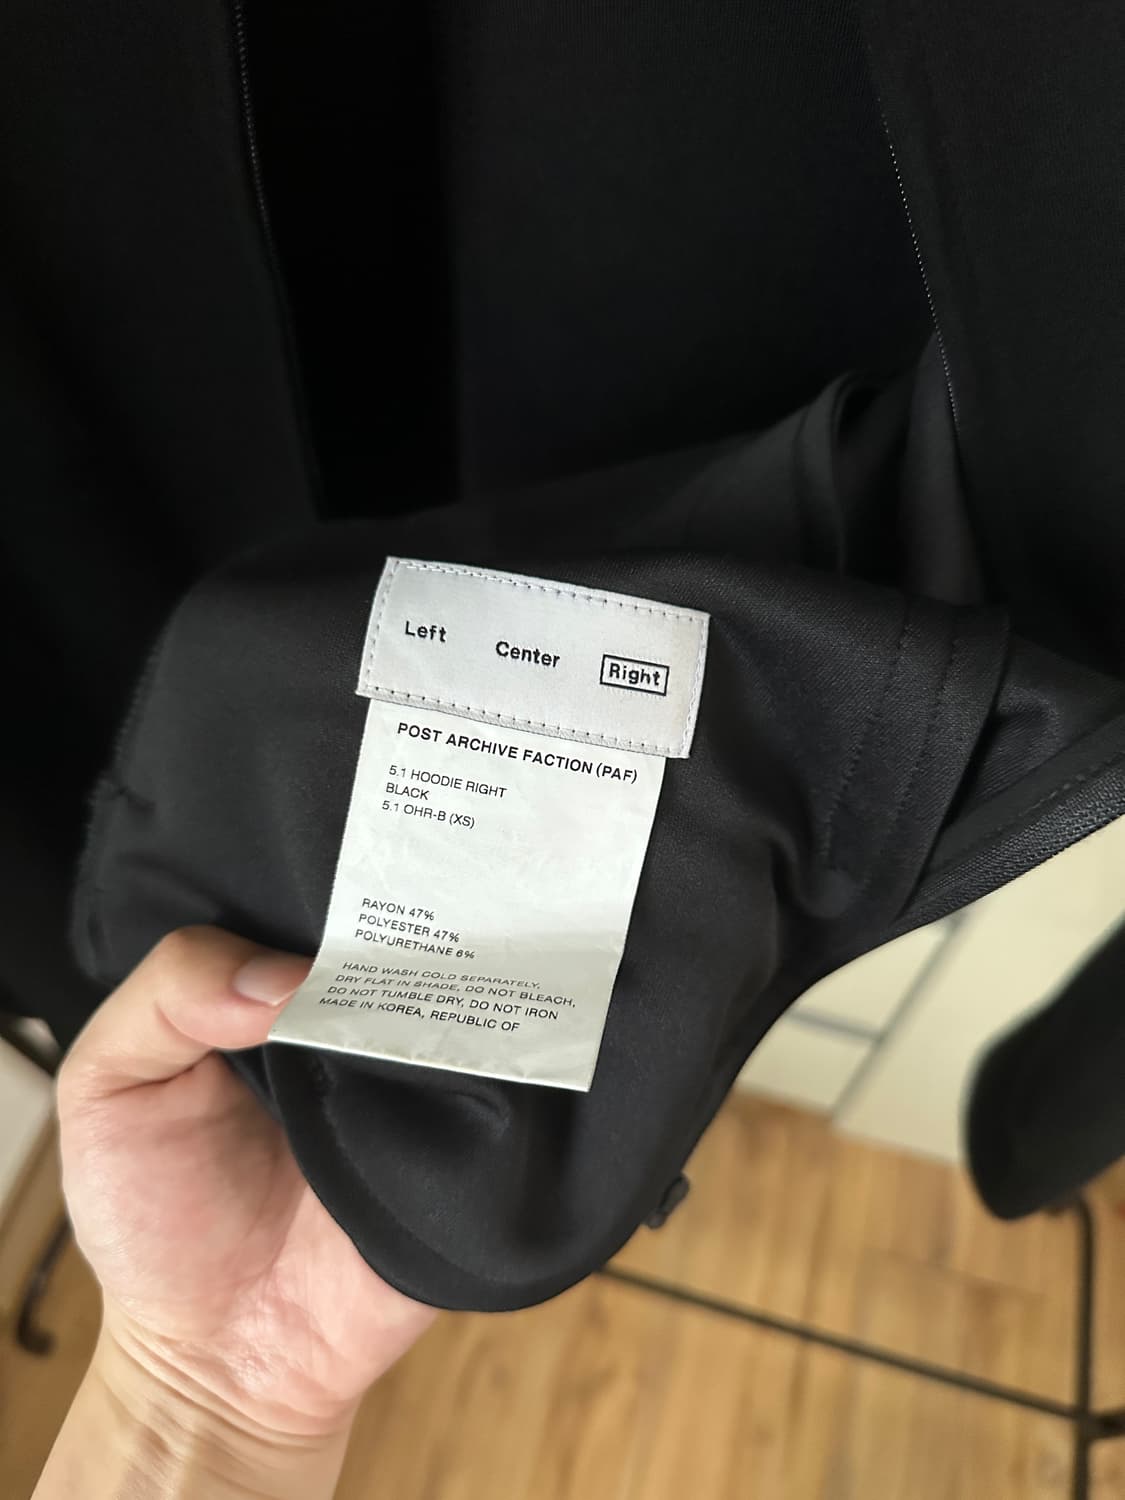 Left Center Right
POST ARCHIVE FACTION (PAF)
5.1 HOODIE RIGHT
BLACK
5.1 OHR-B (XS)
RAYON 47%
POLYESTER 47%
POLYURETHANE 6%
HAND WASH COLD SEPARATELY,
DRY FLAT IN SHADE, DO NOT BLEACH,
DO NOT TUMBLE DRY, DO NOT IRON
MADE IN KOREA, REPUBLIC OF